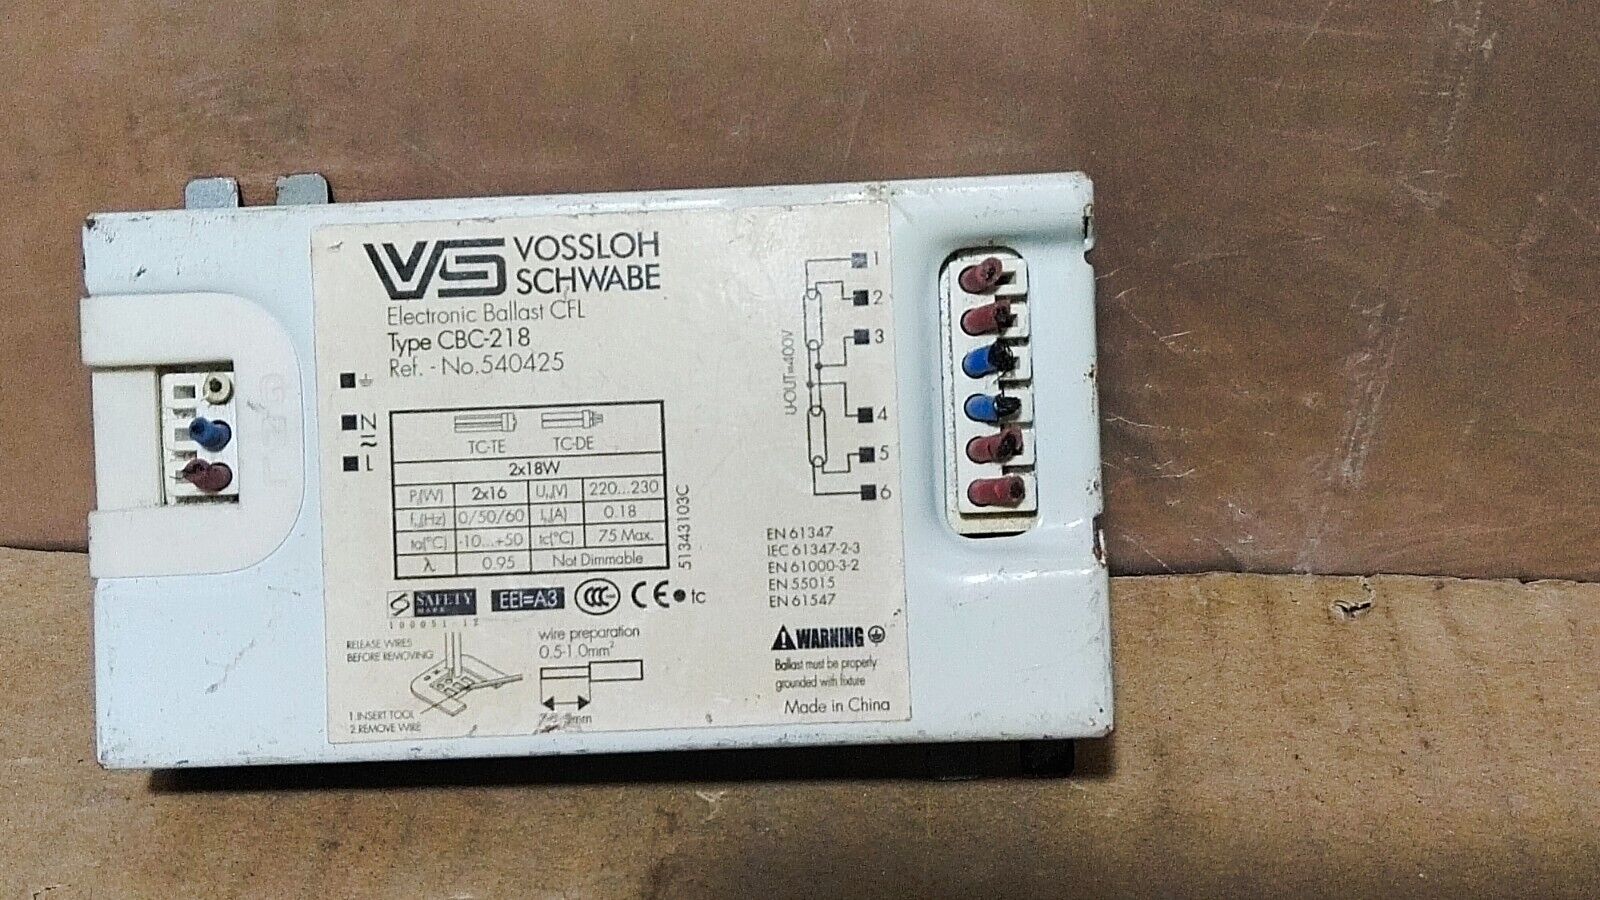 VS VOSSLOH
SCHWABE
Electronic Ballast CFL
Type CBC-218
Ref. - No.540425
N
L
TC-TE TC-DE
2x18W
2x16 220...230
0/50/60 0.18
ta(°C) -10...+50 tc(°C) 75 Max.
λ 0.95 Not Dimmable
51343103C
SAFETY
MARK
EEI=A3 CCC CE tc
RELEASE WIRES
BEFORE REMOVING
1.INSERT TOOL
2.REMOVE WIRE
wire preparation
0.5-1.0mm²
U-OUT=400V
1
2
3
4
5
6
EN 61347
IEC 61347-2-3
EN 61000-3-2
EN 55015
EN 61547
WARNING
Ballast must be properly
grounded with fixture
Made in China